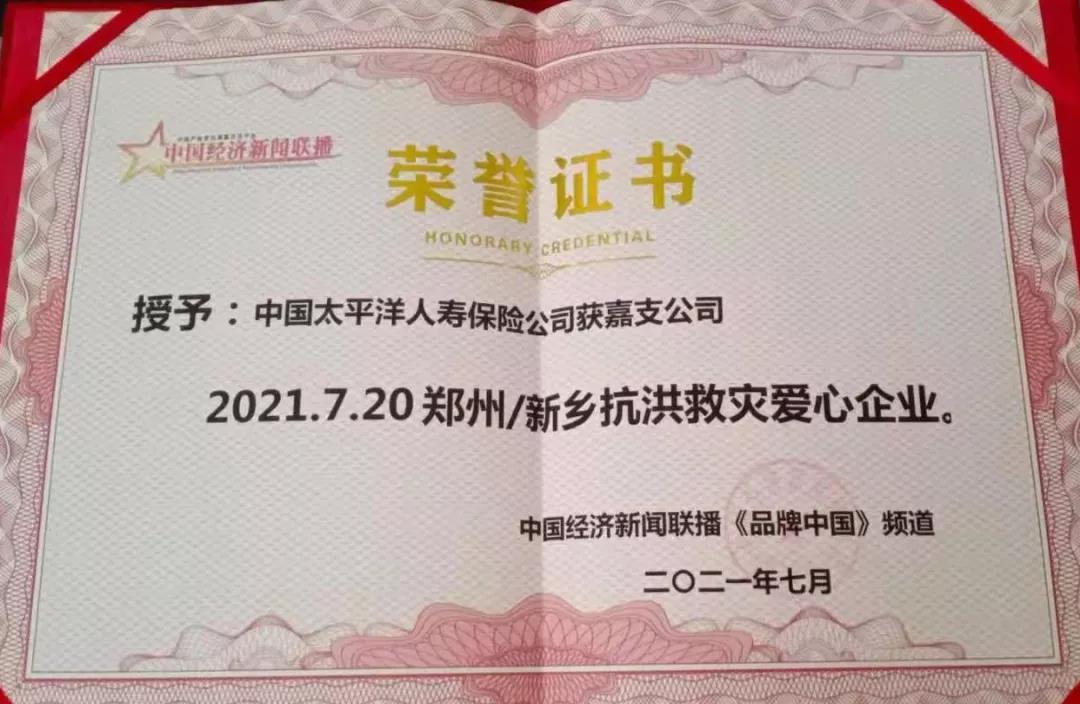 中国经济新闻联播
荣誉证书
HONORARY CREDENTIAL
授予：中国太平洋人寿保险公司获嘉支公司
2021.7.20郑州/新乡抗洪救灾爱心企业。
中国经济新闻联播《品牌中国》频道
二〇二一年七月